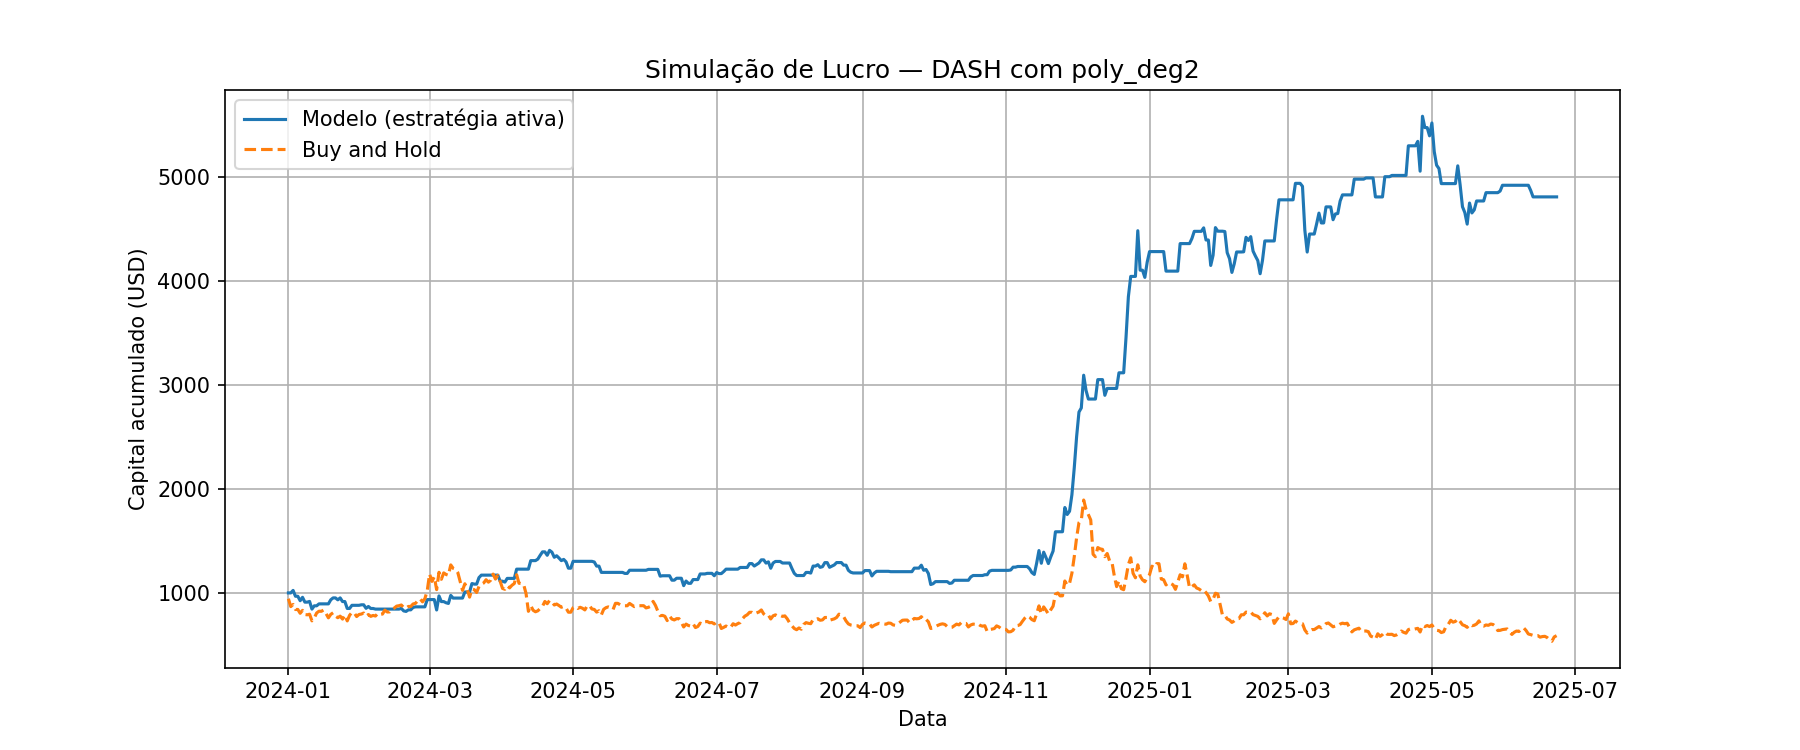 Simulação de Lucro — DASH com poly_deg2
Modelo (estratégia ativa)
Buy and Hold
Capital acumulado (USD)
5000
4000
3000
2000
1000
2024-01 2024-03 2024-05 2024-07 2024-09 2024-11 2025-01 2025-03 2025-05 2025-07
Data